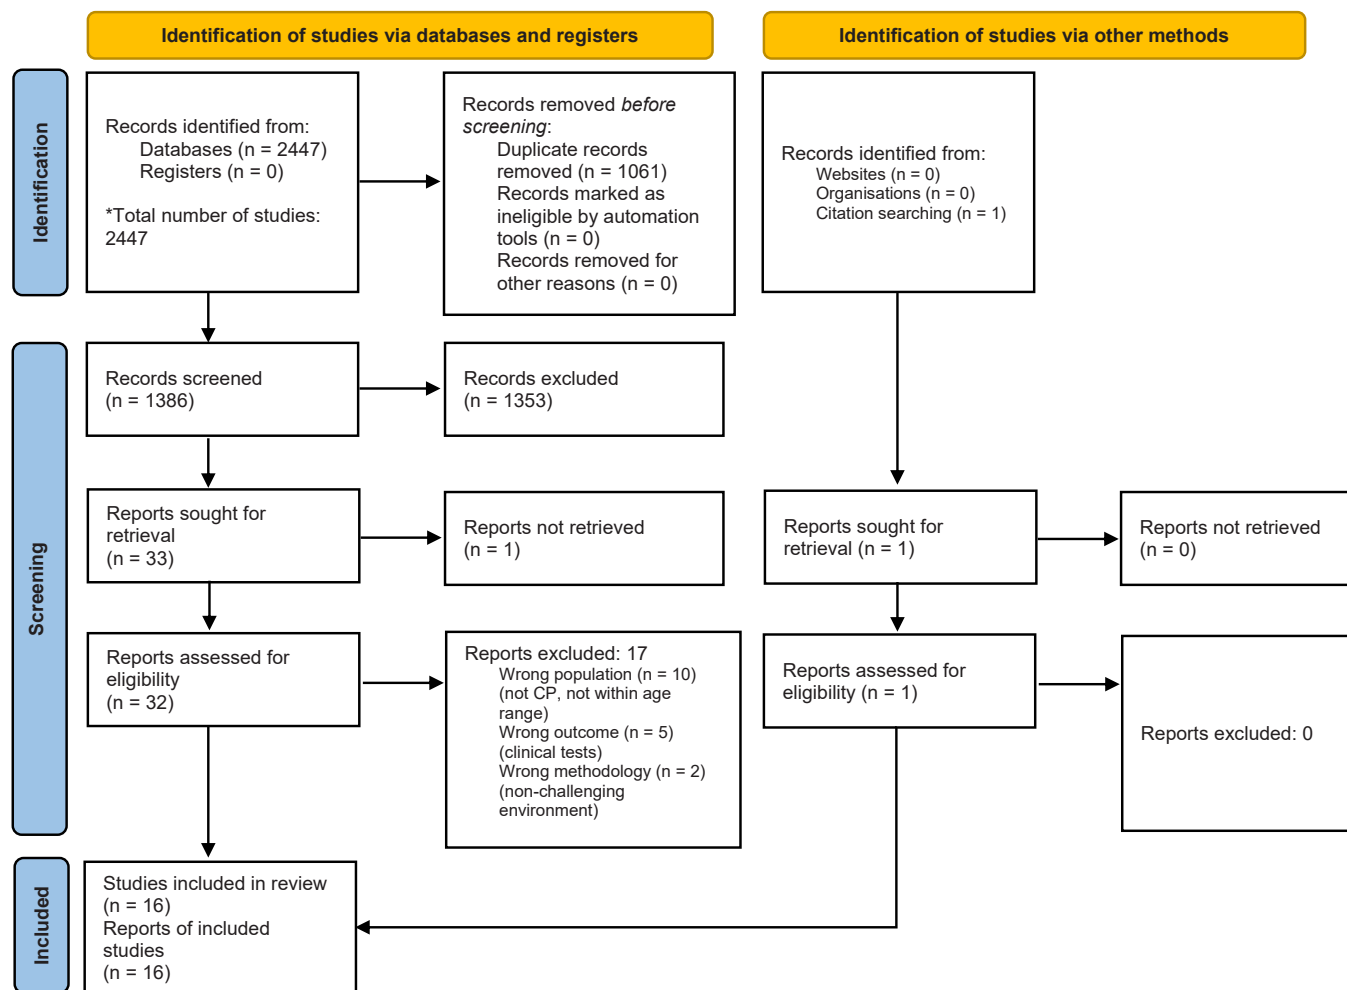 Identification of studies via databases and registers
Identification of studies via other methods
Identification
Records identified from:
Databases (n = 2447)
Registers (n = 0)
*Total number of studies:
2447
Records removed before
screening:
Duplicate records
removed (n = 1061)
Records marked as
ineligible by automation
tools (n = 0)
Records removed for
other reasons (n = 0)
Records identified from:
Websites (n = 0)
Organisations (n = 0)
Citation searching (n = 1)
Screening
Records screened
(n = 1386)
Records excluded
(n = 1353)
Reports sought for
retrieval
(n = 33)
Reports not retrieved
(n = 1)
Reports sought for
retrieval (n = 1)
Reports not retrieved
(n = 0)
Reports assessed for
eligibility
(n = 32)
Reports excluded: 17
Wrong population (n = 10)
(not CP, not within age
range)
Wrong outcome (n = 5)
(clinical tests)
Wrong methodology (n = 2)
(non-challenging
environment)
Reports assessed for
eligibility (n = 1)
Reports excluded: 0
Included
Studies included in review
(n = 16)
Reports of included
studies
(n = 16)